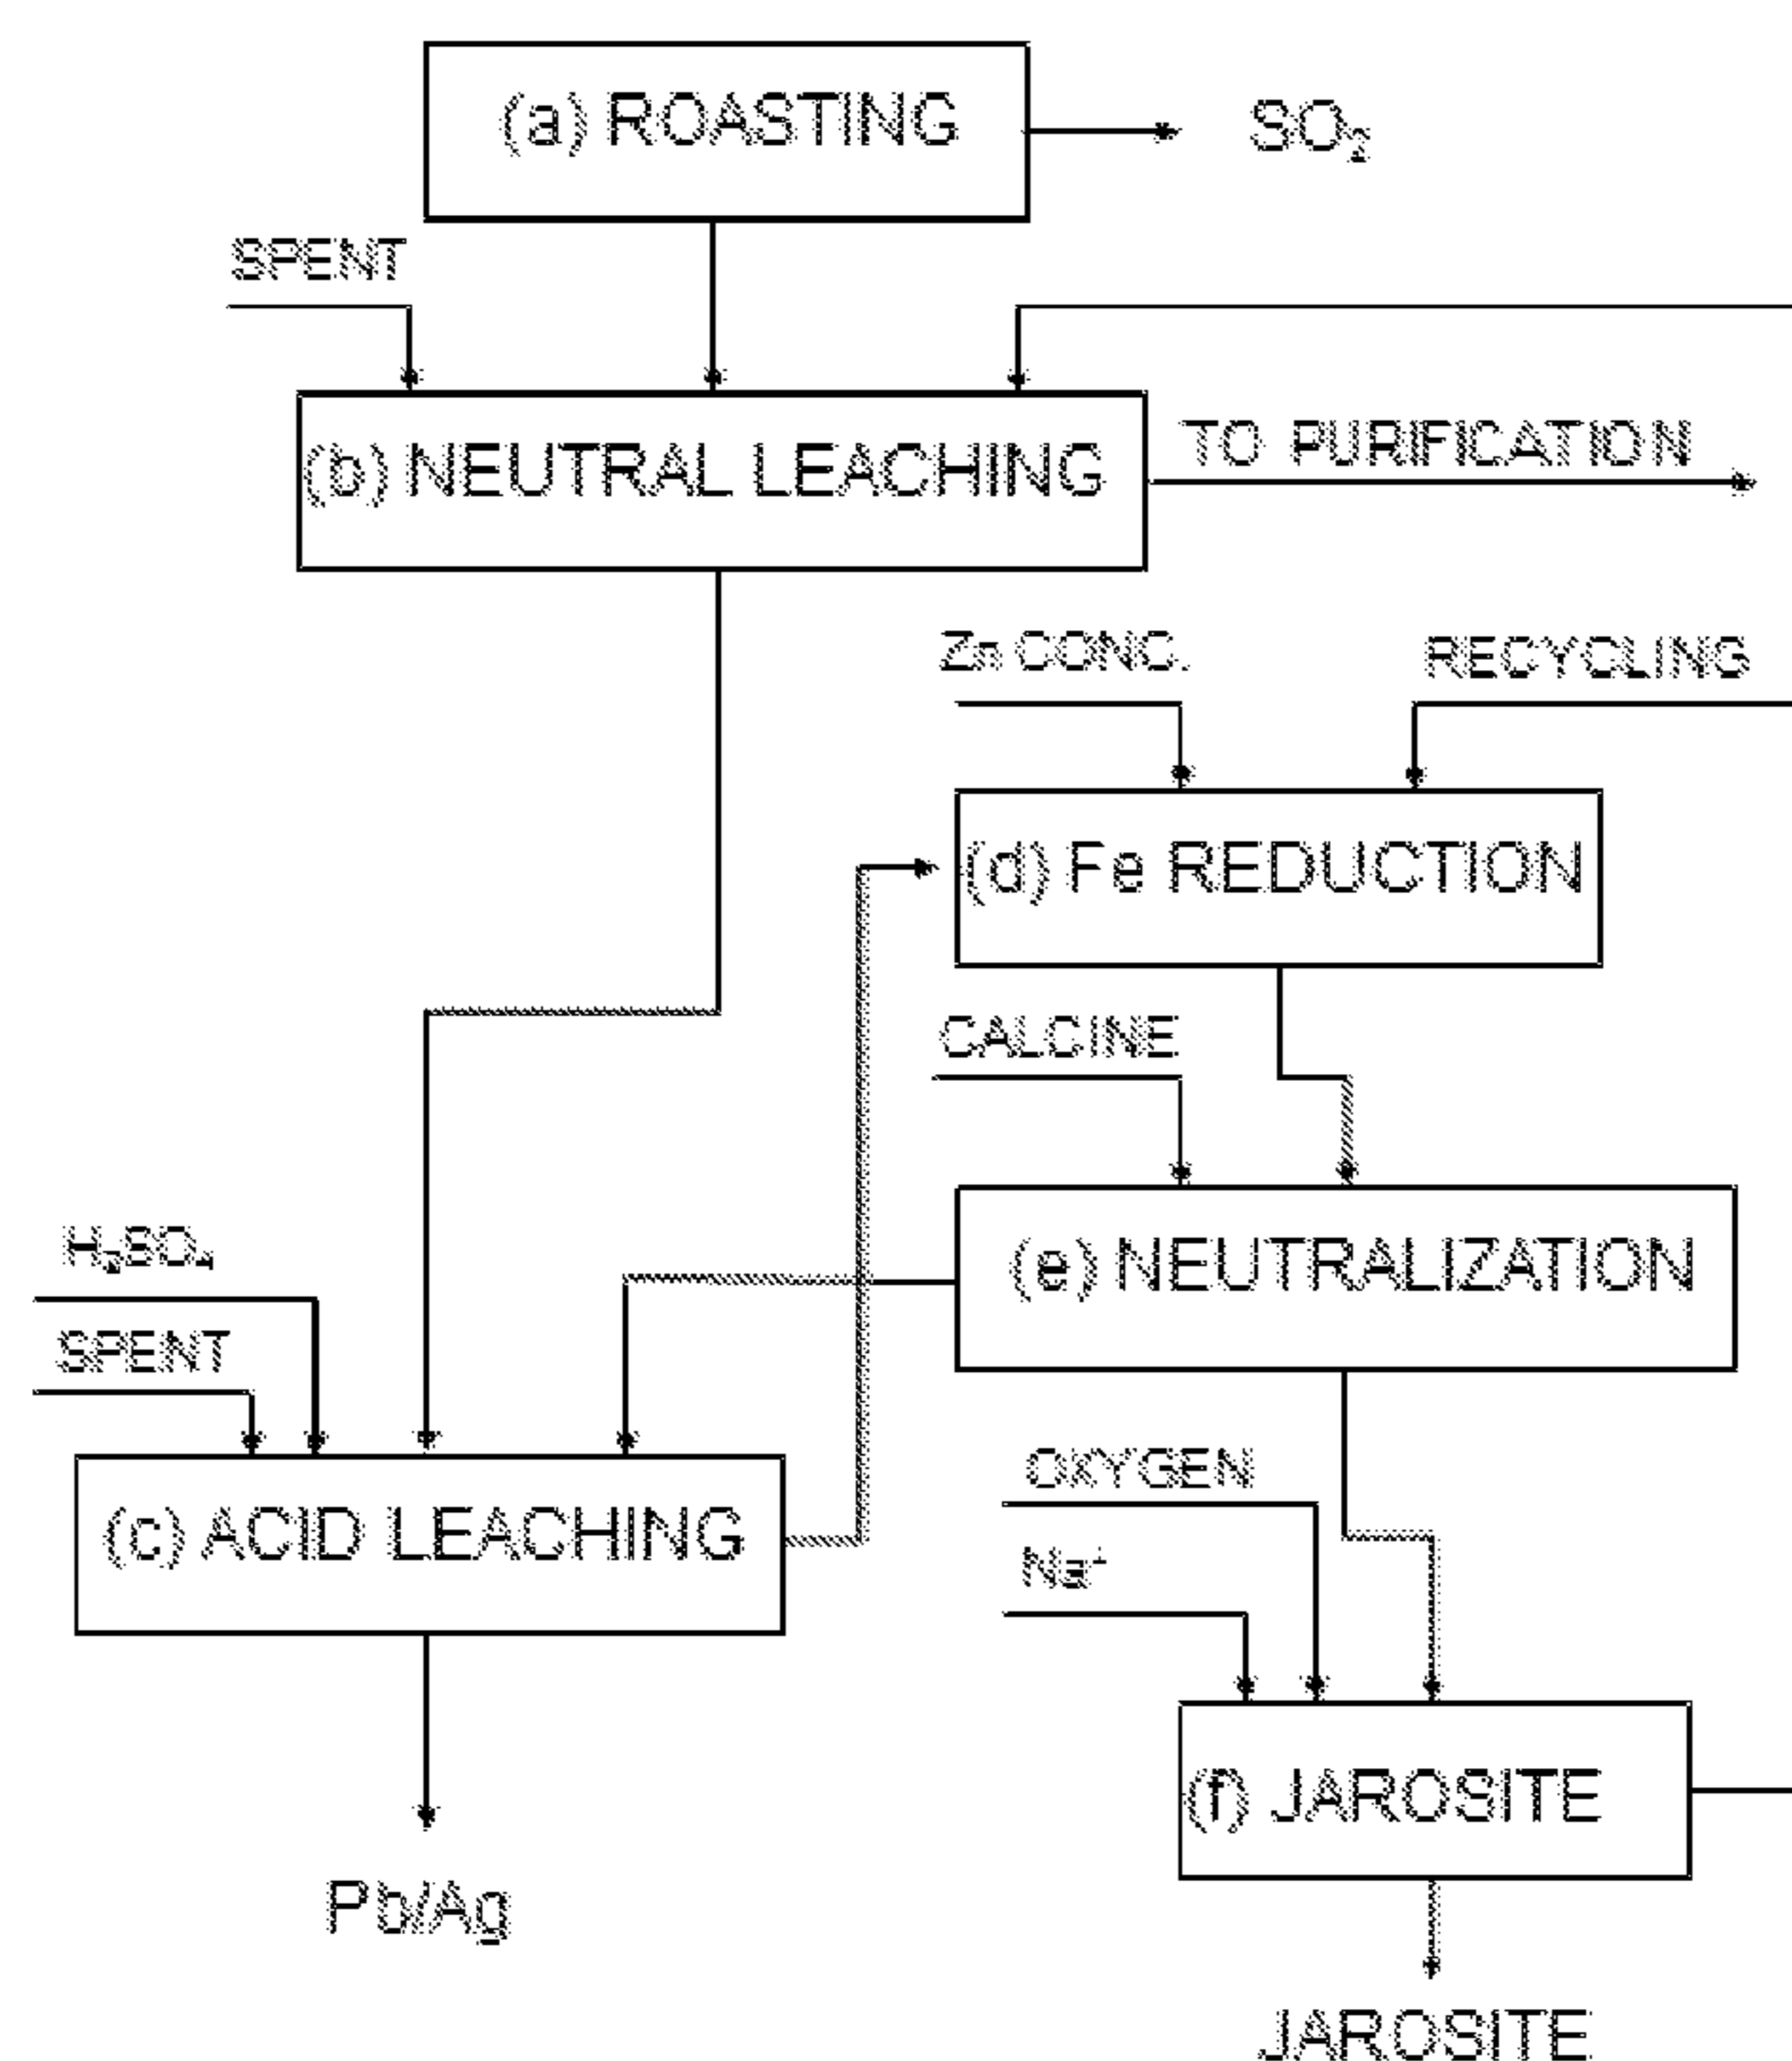 (a) ROASTING
SO₂
SPENT
(b) NEUTRAL LEACHING
TO PURIFICATION
Zn CONC.
RECYCLING
(d) Fe REDUCTION
CALCINE
H₂SO₄
(e) NEUTRALIZATION
SPENT
OXYGEN
(c) ACID LEACHING
Na⁺
(f) JAROSITE
Pb/Ag
JAROSITE